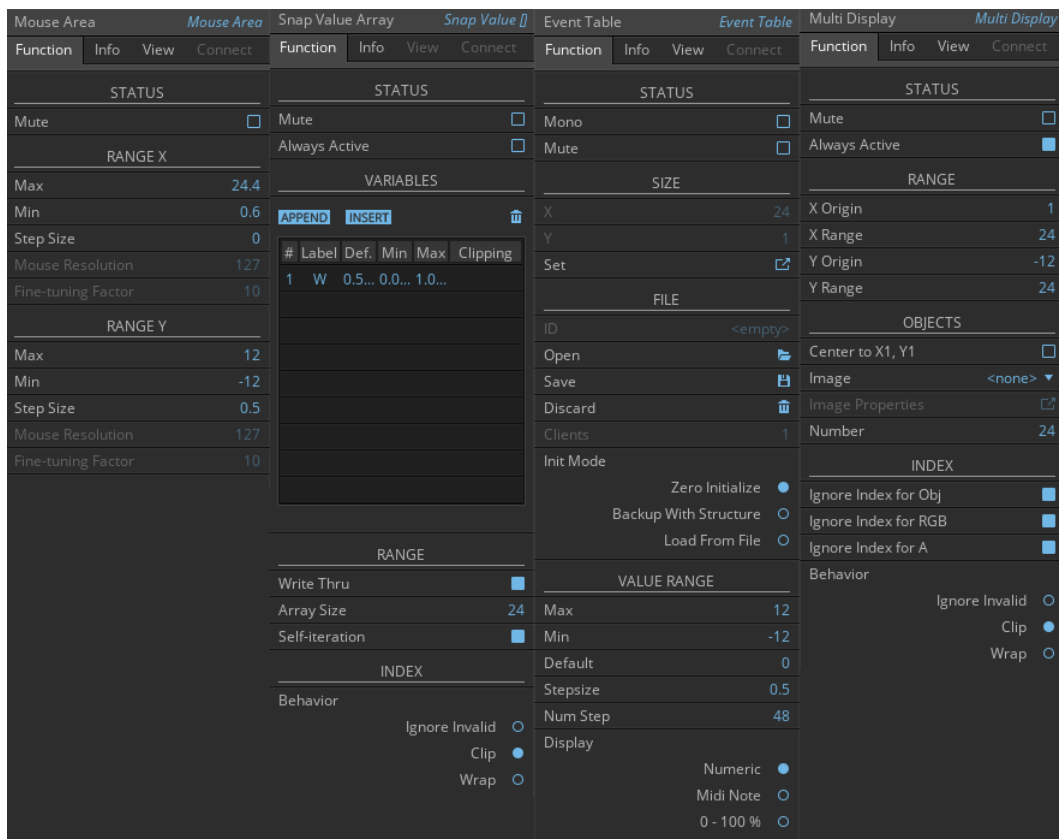 Mouse Area Mouse Area
Function Info View Connect
STATUS
Mute
RANGE X
Max 24.4
Min 0.6
Step Size 0
Mouse Resolution 127
Fine-tuning Factor 10
RANGE Y
Max 12
Min -12
Step Size 0.5
Mouse Resolution 127
Fine-tuning Factor 10
Snap Value Array Snap Value []
Function Info View Connect
STATUS
Mute
Always Active
VARIABLES
APPEND INSERT
# Label Def. Min Max Clipping
1 W 0.5... 0.0... 1.0...
RANGE
Write Thru
Array Size 24
Self-iteration
INDEX
Behavior
Ignore Invalid
Clip
Wrap
Event Table Event Table
Function Info View Connect
STATUS
Mono
Mute
SIZE
X 24
Y 1
Set
FILE
ID <empty>
Open
Save
Discard
Clients 1
Init Mode
Zero Initialize
Backup With Structure
Load From File
VALUE RANGE
Max 12
Min -12
Default 0
Stepsize 0.5
Num Step 48
Display
Numeric
Midi Note
0 - 100 %
Multi Display Multi Display
Function Info View Connect
STATUS
Mute
Always Active
RANGE
X Origin 1
X Range 24
Y Origin -12
Y Range 24
OBJECTS
Center to X1, Y1
Image <none>
Image Properties
Number 24
INDEX
Ignore Index for Obj
Ignore Index for RGB
Ignore Index for A
Behavior
Ignore Invalid
Clip
Wrap